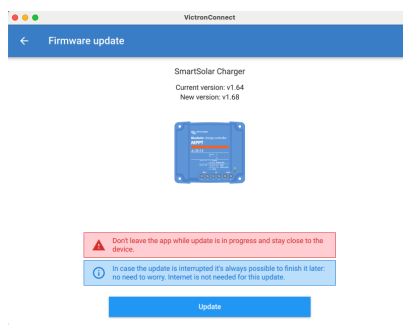 VictronConnect
Firmware update
SmartSolar Charger
Current version: v1.64
New version: v1.68
MPPT
Don't leave the app while update is in progress and stay close to the
device.
In case the update is interrupted it's always possible to finish it later:
no need to worry. Internet is not needed for this update.
Update